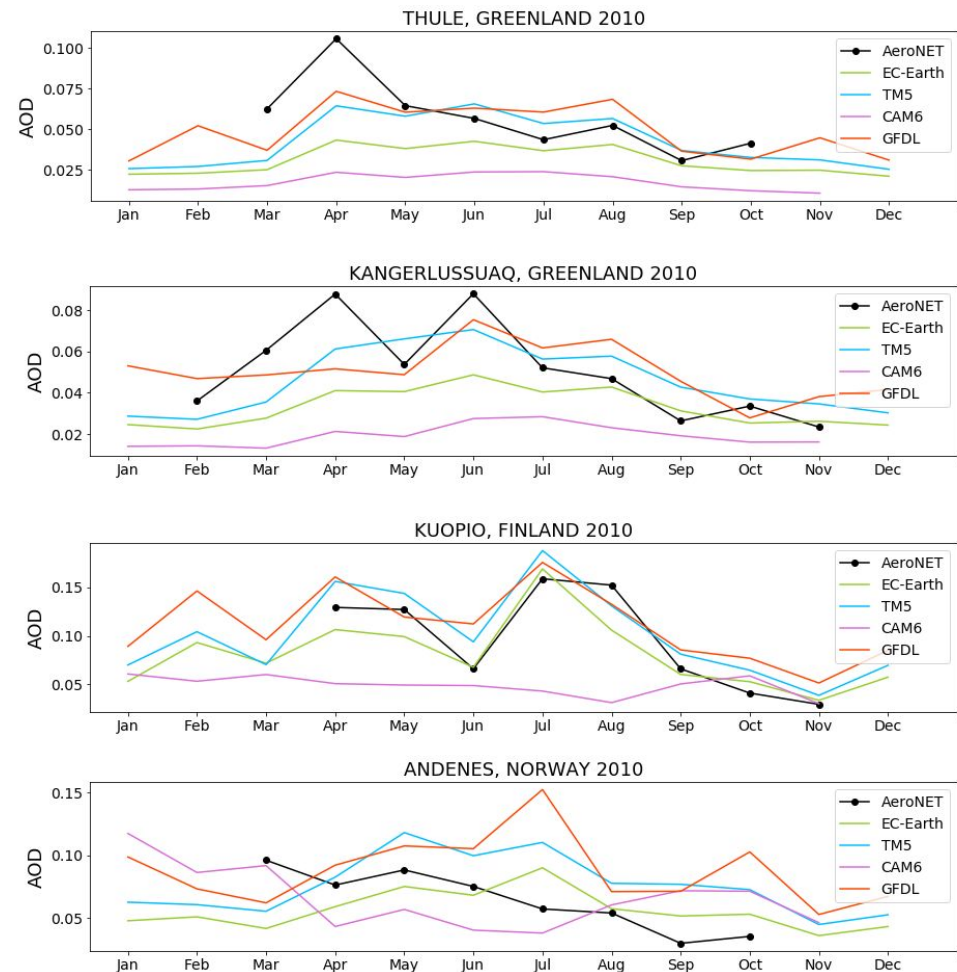 THULE, GREENLAND 2010
AOD
0.100
0.075
0.050
0.025
AeroNET
EC-Earth
TM5
CAM6
GFDL
Jan Feb Mar Apr May Jun Jul Aug Sep Oct Nov Dec
KANGERLUSSUAQ, GREENLAND 2010
AOD
0.08
0.06
0.04
0.02
AeroNET
EC-Earth
TM5
CAM6
GFDL
Jan Feb Mar Apr May Jun Jul Aug Sep Oct Nov Dec
KUOPIO, FINLAND 2010
AOD
0.15
0.10
0.05
AeroNET
EC-Earth
TM5
CAM6
GFDL
Jan Feb Mar Apr May Jun Jul Aug Sep Oct Nov Dec
ANDENES, NORWAY 2010
AOD
0.15
0.10
0.05
AeroNET
EC-Earth
TM5
CAM6
GFDL
Jan Feb Mar Apr May Jun Jul Aug Sep Oct Nov Dec